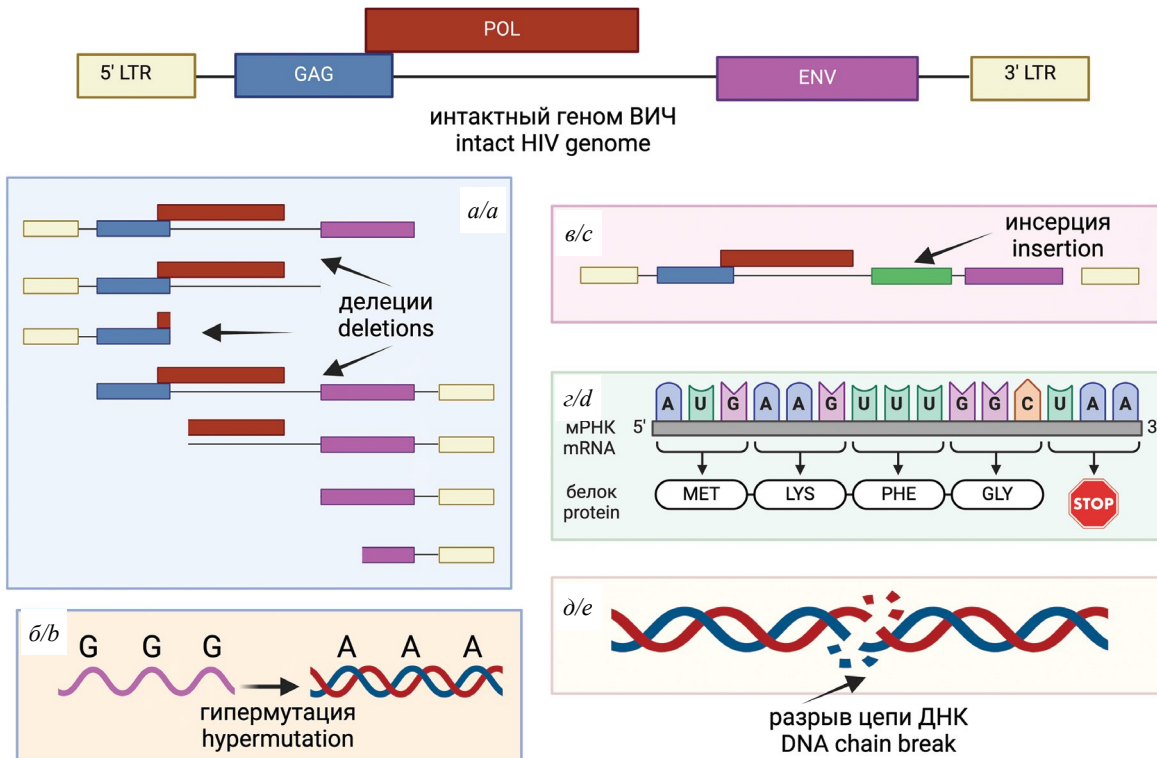 POL
5' LTR
GAG
ENV
3' LTR
интактный геном ВИЧ
intact HIV genome
а/a
делеции
deletions
б/b
G G G
A A A
гипермутация
hypermutation
в/c
инсерция
insertion
г/d
A U G A A G U U U G G C U A A
5'
3'
мРНК
mRNA
белок
protein
MET
LYS
PHE
GLY
STOP
д/e
разрыв цепи ДНК
DNA chain break